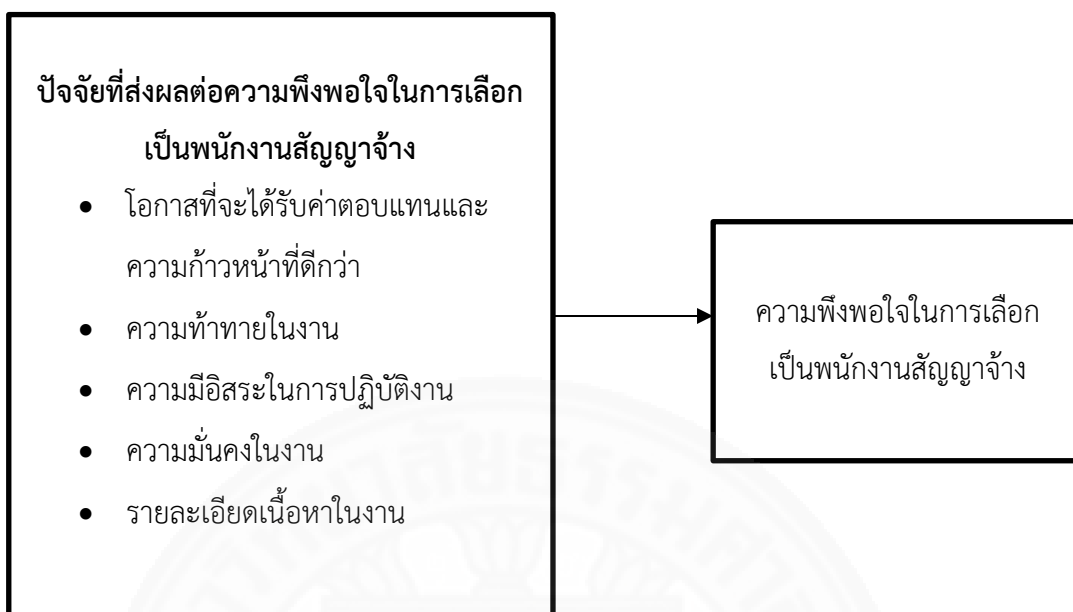 ปัจจัยที่ส่งผลต่อความพึงพอใจในการเลือก
เป็นพนักงานสัญญาจ้าง
• โอกาสที่จะได้รับค่าตอบแทนและ
ความก้าวหน้าที่ดีกว่า
• ความท้าทายในงาน
• ความมีอิสระในการปฏิบัติงาน
• ความมั่นคงในงาน
• รายละเอียดเนื้อหาในงาน
ความพึงพอใจในการเลือก
เป็นพนักงานสัญญาจ้าง